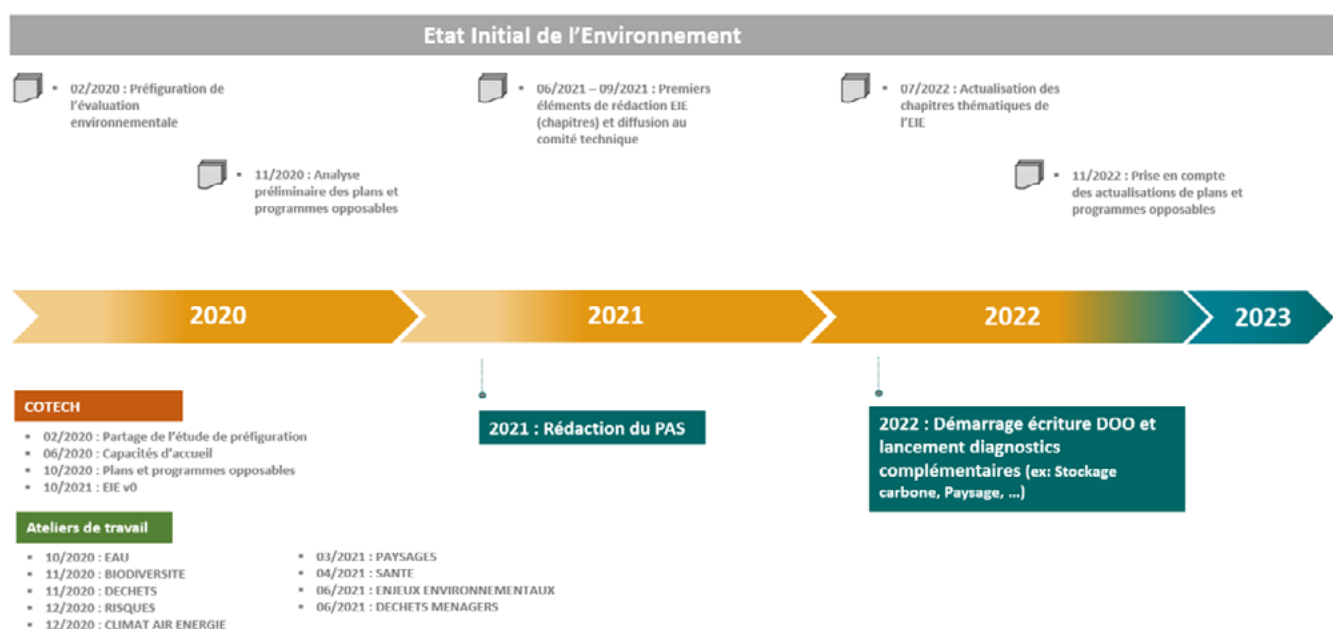 Etat Initial de l'Environnement
▪ 02/2020 : Préfiguration de
l'évaluation
environnementale
▪ 11/2020 : Analyse
préliminaire des plans et
programmes opposables
▪ 06/2021 – 09/2021 : Premiers
éléments de rédaction EIE
(chapitres) et diffusion au
comité technique
▪ 07/2022 : Actualisation des
chapitres thématiques de
l'EIE
▪ 11/2022 : Prise en compte
des actualisations de plans et
programmes opposables
2020
2021
2022
2023
COTECH
▪ 02/2020 : Partage de l'étude de préfiguration
▪ 06/2020 : Capacités d'accueil
▪ 10/2020 : Plans et programmes opposables
▪ 10/2021 : EIE v0
2021 : Rédaction du PAS
2022 : Démarrage écriture DOO et
lancement diagnostics
complémentaires (ex: Stockage
carbone, Paysage, ...)
Ateliers de travail
▪ 10/2020 : EAU
▪ 11/2020 : BIODIVERSITE
▪ 11/2020 : DECHETS
▪ 12/2020 : RISQUES
▪ 12/2020 : CLIMAT AIR ENERGIE
▪ 03/2021 : PAYSAGES
▪ 04/2021 : SANTE
▪ 06/2021 : ENJEUX ENVIRONNEMENTAUX
▪ 06/2021 : DECHETS MENAGERS